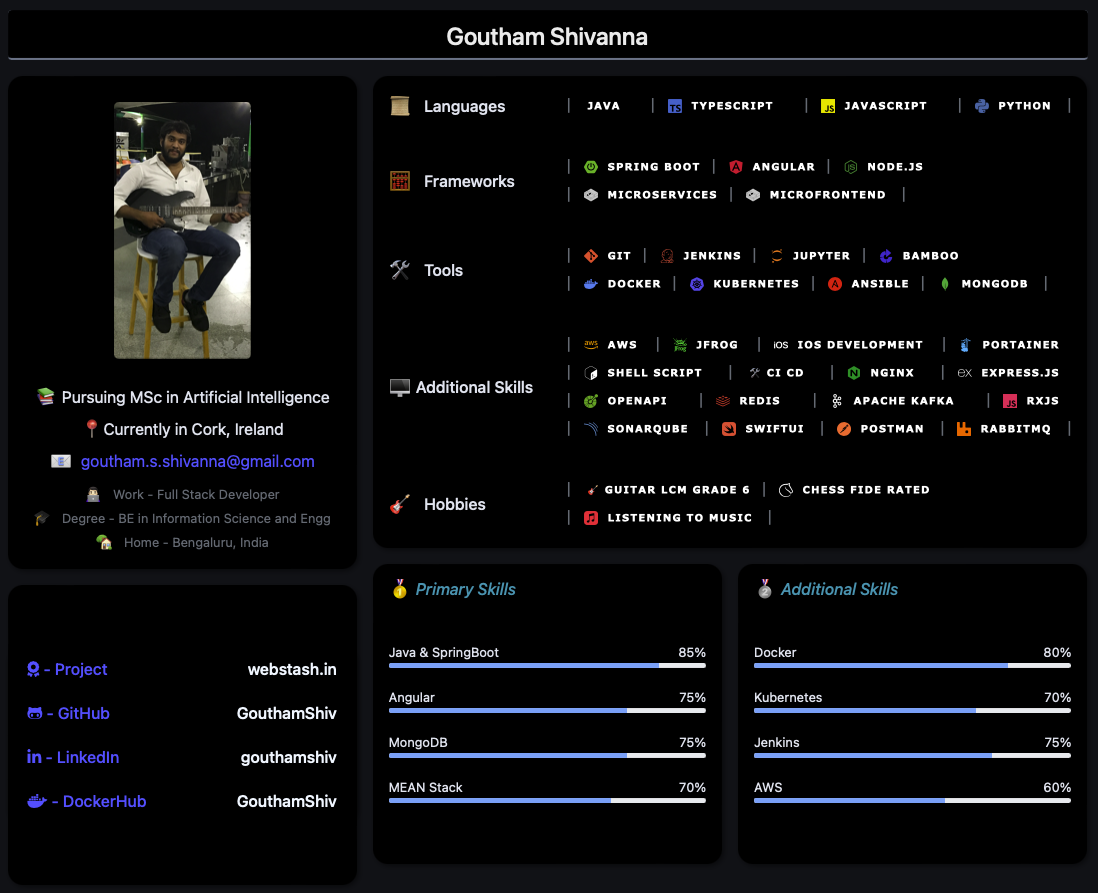 Goutham Shivanna
Pursuing MSc in Artificial Intelligence
Currently in Cork, Ireland
goutham.s.shivanna@gmail.com
Work - Full Stack Developer
Degree - BE in Information Science and Engg
Home - Bengaluru, India
- Project webstash.in
- GitHub GouthamShiv
- LinkedIn gouthamshiv
- DockerHub GouthamShiv
Languages | JAVA | TS TYPESCRIPT | JS JAVASCRIPT | PYTHON |
Frameworks
| SPRING BOOT | ANGULAR | NODE.JS
| MICROSERVICES | MICROFRONTEND |
Tools
| GIT | JENKINS | JUPYTER | BAMBOO
| DOCKER | KUBERNETES | ANSIBLE | MONGODB |
Additional Skills
| aws AWS | JFROG | iOS IOS DEVELOPMENT | PORTAINER
| SHELL SCRIPT | CI CD | NGINX | ex EXPRESS.JS
| OPENAPI | REDIS | APACHE KAFKA | JS RXJS
| SONARQUBE | SWIFTUI | POSTMAN | RABBITMQ |
Hobbies
| GUITAR LCM GRADE 6 | CHESS FIDE RATED
| LISTENING TO MUSIC |
1 Primary Skills
Java & SpringBoot 85%
Angular 75%
MongoDB 75%
MEAN Stack 70%
2 Additional Skills
Docker 80%
Kubernetes 70%
Jenkins 75%
AWS 60%